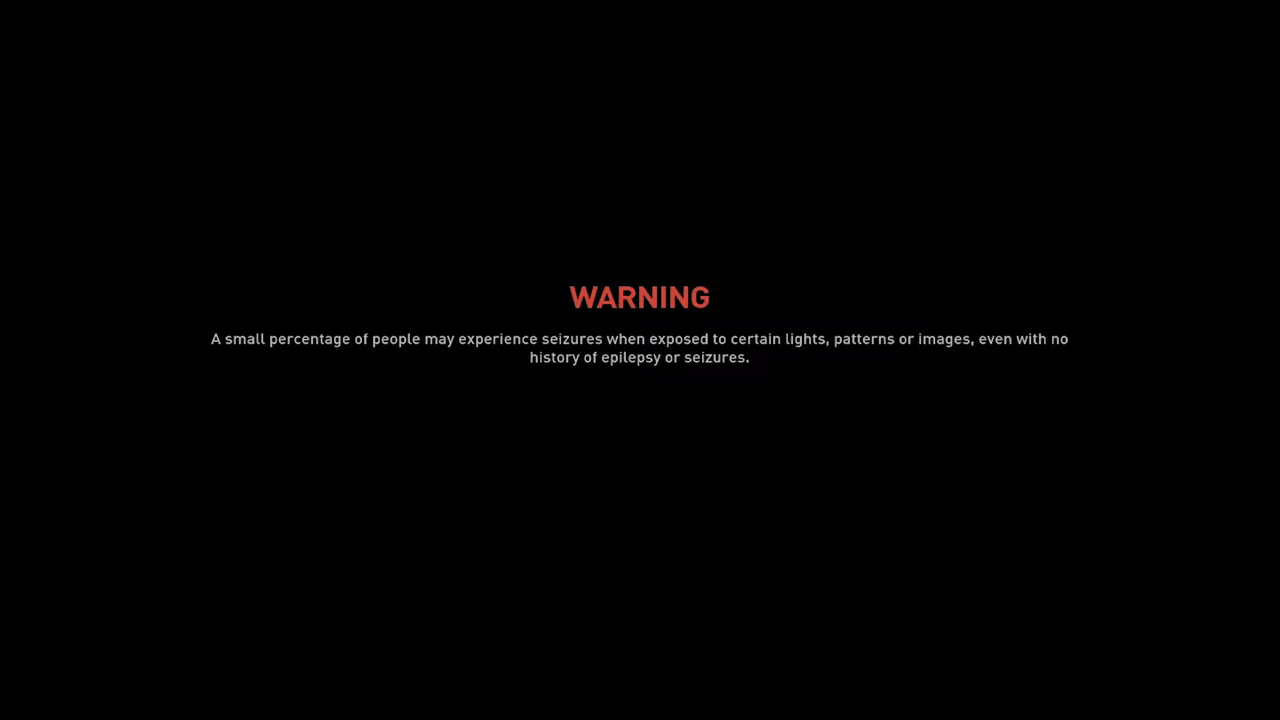 WARNING
A small percentage of people may experience seizures when exposed to certain lights, patterns or images, even with no
history of epilepsy or seizures.